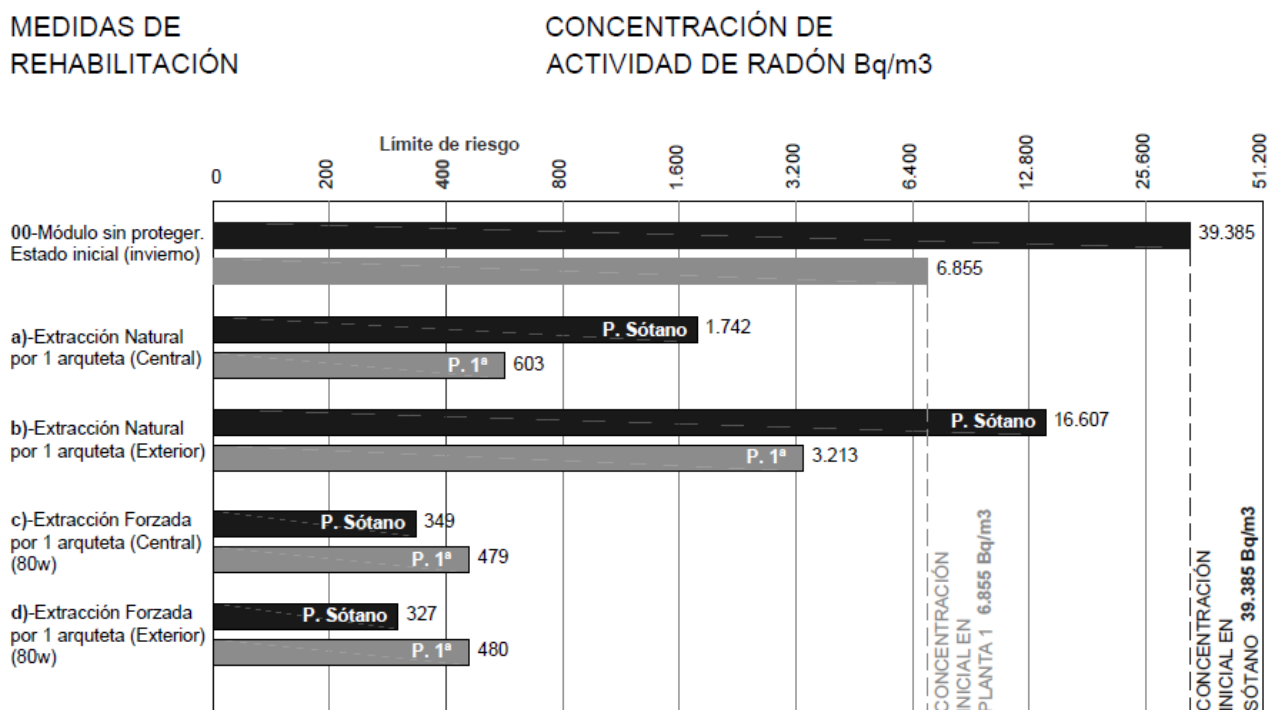 MEDIDAS DE
REHABILITACIÓN
CONCENTRACIÓN DE
ACTIVIDAD DE RADÓN Bq/m3
Límite de riesgo
0
200
400
800
1.600
3.200
6.400
12.800
25.600
51.200
00-Módulo sin proteger.
Estado inicial (invierno)
39.385
6.855
a)-Extracción Natural
por 1 arqueta (Central)
P. Sótano
1.742
P. 1ª
603
b)-Extracción Natural
por 1 arqueta (Exterior)
P. Sótano
16.607
P. 1ª
3.213
c)-Extracción Forzada
por 1 arqueta (Central)
(80w)
P. Sótano
349
P. 1ª
479
d)-Extracción Forzada
por 1 arqueta (Exterior)
(80w)
P. Sótano
327
P. 1ª
480
CONCENTRACIÓN
INICIAL EN
PLANTA 1 6.855 Bq/m3
CONCENTRACIÓN
INICIAL EN
SÓTANO 39.385 Bq/m3